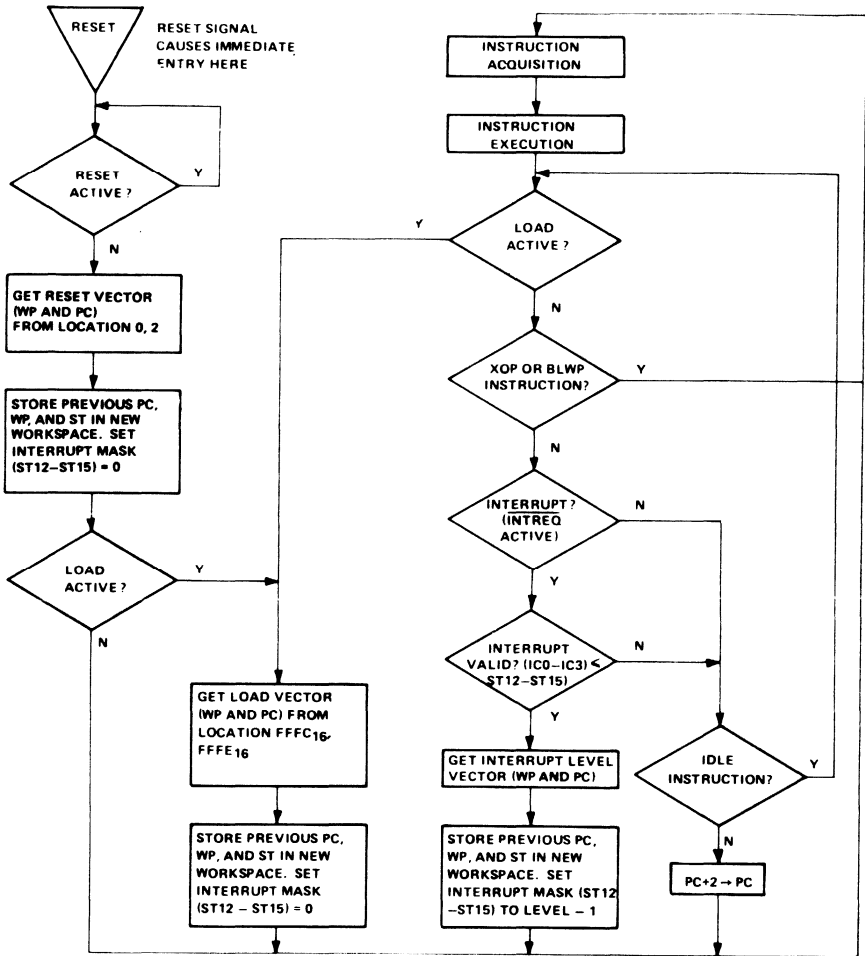 RESET
RESET SIGNAL
CAUSES IMMEDIATE
ENTRY HERE
RESET
ACTIVE?
Y
N
GET RESET VECTOR
(WP AND PC)
FROM LOCATION 0, 2
STORE PREVIOUS PC,
WP, AND ST IN NEW
WORKSPACE. SET
INTERRUPT MASK
(ST12–ST15) = 0
LOAD
ACTIVE?
Y
N
GET LOAD VECTOR
(WP AND PC) FROM
LOCATION FFFC16,
FFFE16
STORE PREVIOUS PC,
WP, AND ST IN NEW
WORKSPACE. SET
INTERRUPT MASK
(ST12 – ST15) = 0
INSTRUCTION
ACQUISITION
INSTRUCTION
EXECUTION
LOAD
ACTIVE?
Y
N
XOP OR BLWP
INSTRUCTION?
Y
N
INTERRUPT?
(INTREQ
ACTIVE)
N
Y
INTERRUPT
VALID? (IC0–IC3) ≤
ST12–ST15)
N
Y
GET INTERRUPT LEVEL
VECTOR (WP AND PC)
STORE PREVIOUS PC,
WP, AND ST IN NEW
WORKSPACE. SET
INTERRUPT MASK (ST12
–ST15) TO LEVEL – 1
IDLE
INSTRUCTION?
Y
N
PC+2 → PC